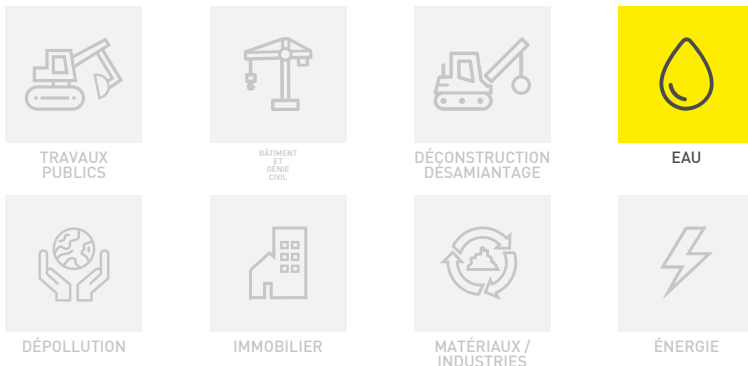 TRAVAUX
PUBLICS
BÂTIMENT
ET
GÉNIE
CIVIL
DÉCONSTRUCTION
DÉSAMIANTAGE
EAU
DÉPOLLUTION
IMMOBILIER
MATÉRIAUX /
INDUSTRIES
ÉNERGIE